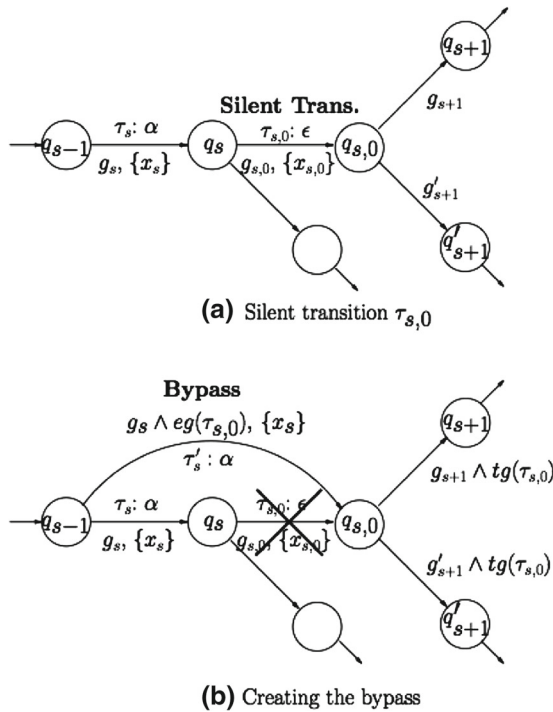 q_{s+1}
Silent Trans.
g_{s+1}
τ_s: α
τ_{s,0}: ϵ
q_{s-1}
q_s
q_{s,0}
g_s, {x_s}
g_{s,0}, {x_{s,0}}
g'_{s+1}
q'_{s+1}
(a) Silent transition τ_{s,0}
Bypass
g_s ∧ eg(τ_{s,0}), {x_s}
q_{s+1}
τ'_s : α
g_{s+1} ∧ tg(τ_{s,0})
τ_s: α
τ_{s,0}: ϵ
q_{s-1}
q_s
q_{s,0}
g_s, {x_s}
g_{s,0}, {x_{s,0}}
g'_{s+1} ∧ tg(τ_{s,0})
q'_{s+1}
(b) Creating the bypass